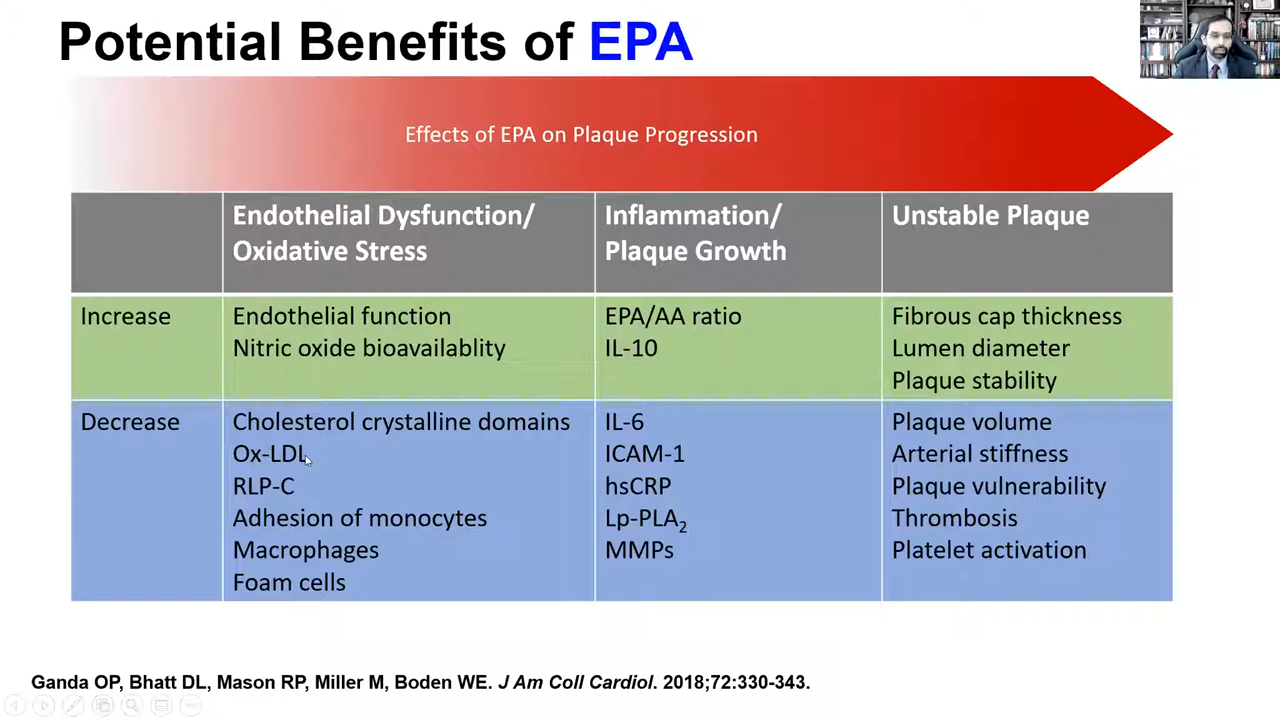 Potential Benefits of EPA
Effects of EPA on Plaque Progression
Endothelial Dysfunction/
Oxidative Stress
Inflammation/
Plaque Growth
Unstable Plaque
Increase
Endothelial function
Nitric oxide bioavailablity
EPA/AA ratio
IL-10
Fibrous cap thickness
Lumen diameter
Plaque stability
Decrease
Cholesterol crystalline domains
Ox-LDL
RLP-C
Adhesion of monocytes
Macrophages
Foam cells
IL-6
ICAM-1
hsCRP
Lp-PLA₂
MMPs
Plaque volume
Arterial stiffness
Plaque vulnerability
Thrombosis
Platelet activation
Ganda OP, Bhatt DL, Mason RP, Miller M, Boden WE. J Am Coll Cardiol. 2018;72:330-343.